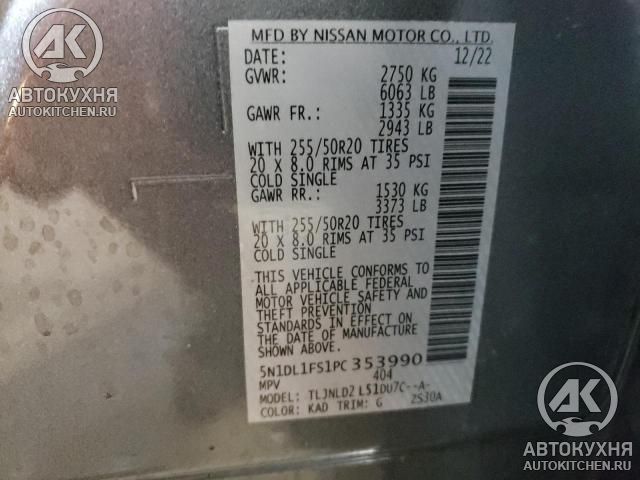 AK
АВТОКУХНЯ
AUTOKITCHEN.RU
MFD BY NISSAN MOTOR CO., LTD.
DATE: 12/22
GVWR: 2750 KG
6063 LB
GAWR FR.: 1335 KG
2943 LB
WITH 255/50R20 TIRES
20 X 8.0 RIMS AT 35 PSI
COLD SINGLE
GAWR RR.: 1530 KG
3373 LB
WITH 255/50R20 TIRES
20 X 8.0 RIMS AT 35 PSI
COLD SINGLE
THIS VEHICLE CONFORMS TO
ALL APPLICABLE FEDERAL
MOTOR VEHICLE SAFETY AND
THEFT PREVENTION
STANDARDS IN EFFECT ON
THE DATE OF MANUFACTURE
SHOWN ABOVE.
5N1DL1FS1PC353990
MPV 404
MODEL: TLJNLD2 LS1DU7C--A-
COLOR: KAD TRIM: G ZS30A
AK
АВТОКУХНЯ
AUTOKITCHEN.RU